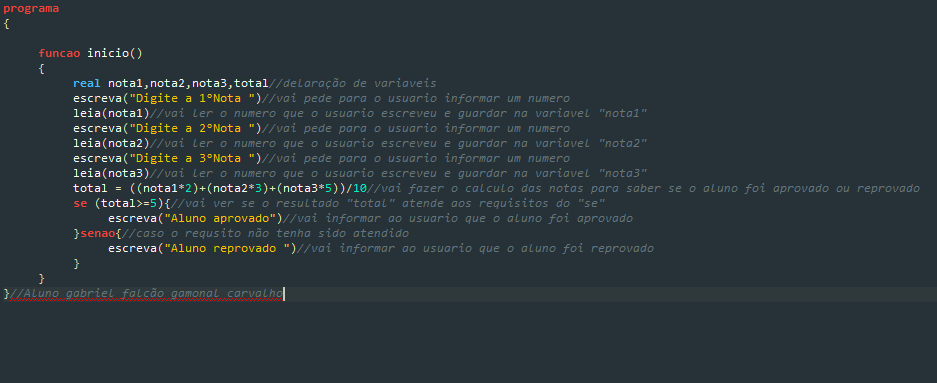 programa
{
funcao inicio()
{
real nota1,nota2,nota3,total//delaração de variaveis
escreva("Digite a 1ºNota ")//vai pede para o usuario informar um numero
leia(nota1)//vai ler o numero que o usuario escreveu e guardar na variavel "nota1"
escreva("Digite a 2ºNota ")//vai pede para o usuario informar um numero
leia(nota2)//vai ler o numero que o usuario escreveu e guardar na variavel "nota2"
escreva("Digite a 3ºNota ")//vai pede para o usuario informar um numero
leia(nota3)//vai ler o numero que o usuario escreveu e guardar na variavel "nota3"
total = ((nota1*2)+(nota2*3)+(nota3*5))/10//vai fazer o calculo das notas para saber se o aluno foi aprovado ou reprovado
se (total>=5){//vai ver se o resultado "total" atende aos requisitos do "se"
escreva("Aluno aprovado")//vai informar ao usuario que o aluno foi aprovado
}senao{//caso o requsito não tenha sido atendido
escreva("Aluno reprovado ")//vai informar ao usuario que o aluno foi reprovado
}
}
}//Aluno gabriel falcão gamonal carvalho